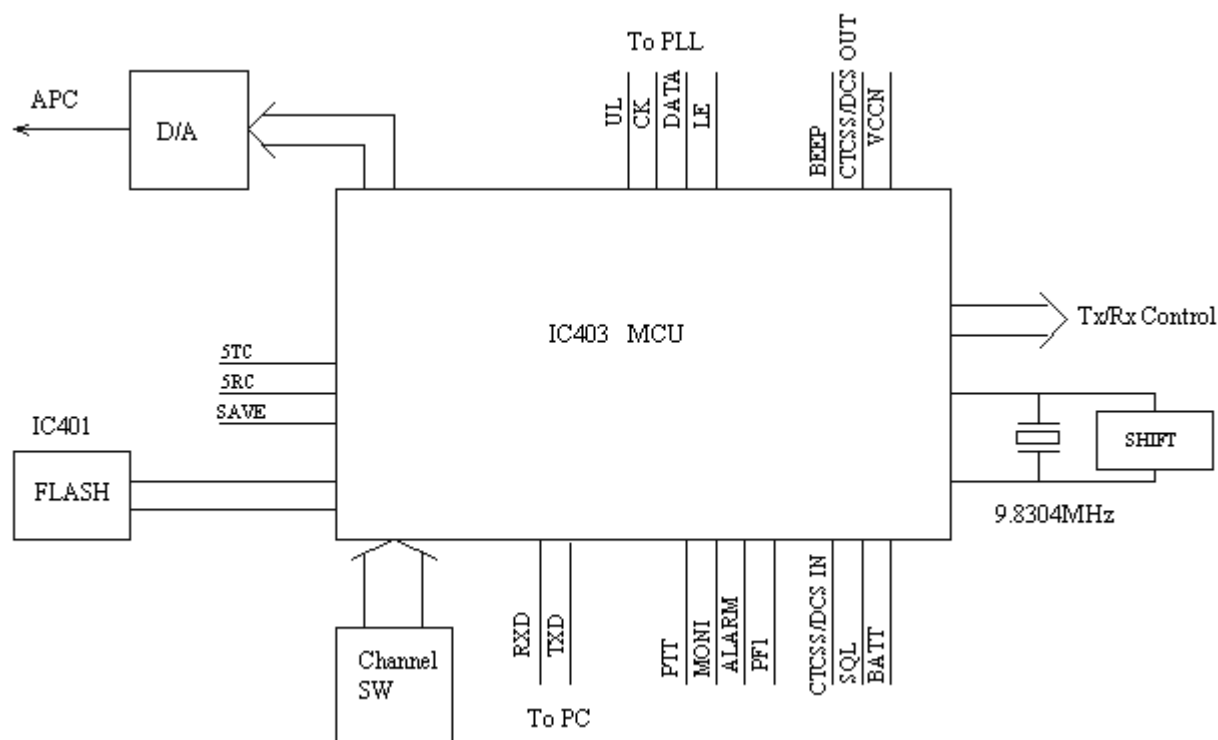 To PLL
APC
D/A
UL
CK
DATA
LE
BEEP
CTCSS/DCS OUT
VCCN
IC403 MCU
Tx/Rx Control
5TC
5RC
SAVE
IC401
FLASH
SHIFT
9.8304MHz
Channel
SW
RXD
TXD
To PC
PTT
MONI
ALARM
PF1
CTCSS/DCS IN
SQL
BATT